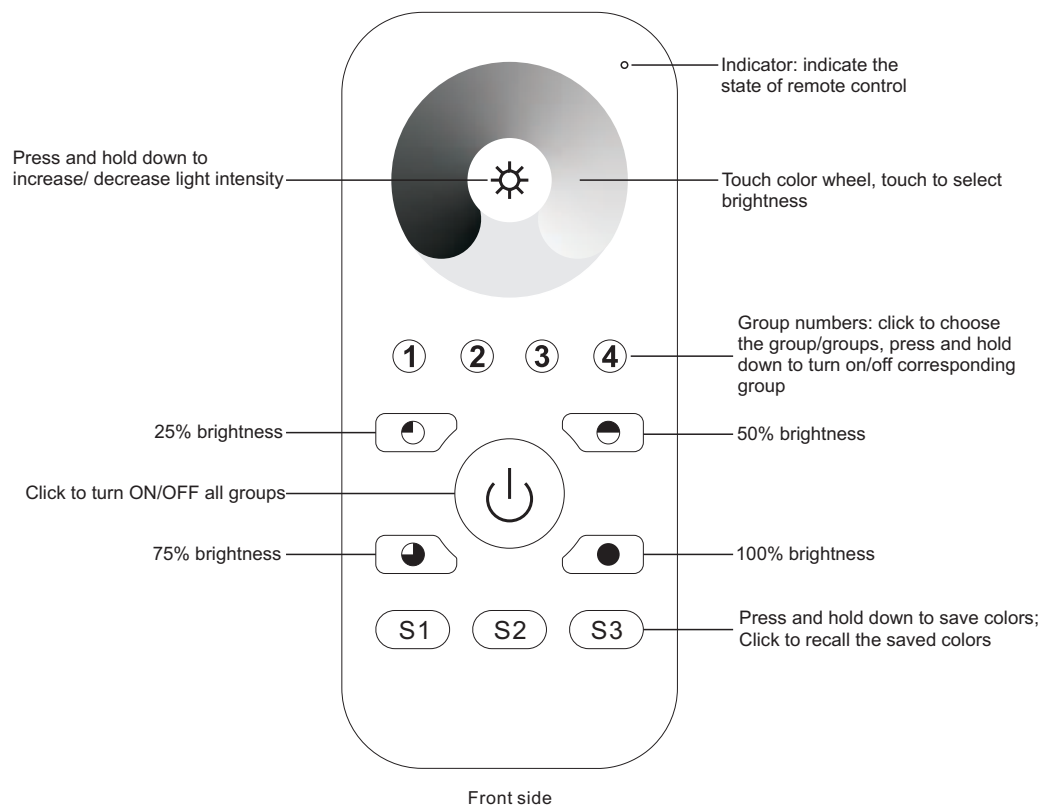 Indicator: indicate the
state of remote control
Press and hold down to
increase/ decrease light intensity
Touch color wheel, touch to select
brightness
Group numbers: click to choose
the group/groups, press and hold
down to turn on/off corresponding
group
1 2 3 4
25% brightness
50% brightness
Click to turn ON/OFF all groups
75% brightness
100% brightness
S1 S2 S3
Press and hold down to save colors;
Click to recall the saved colors
Front side